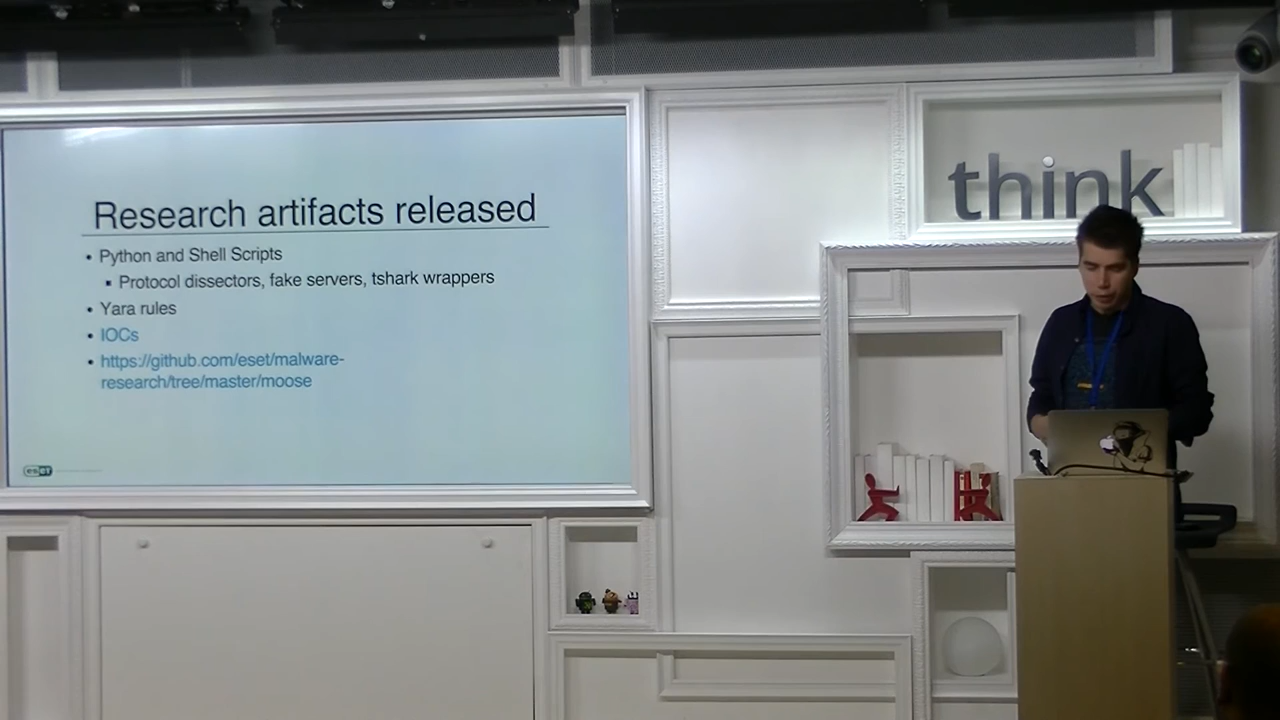 Research artifacts released
• Python and Shell Scripts
▪ Protocol dissectors, fake servers, tshark wrappers
• Yara rules
• IOCs
• https://github.com/eset/malware-
research/tree/master/moose
eset
think